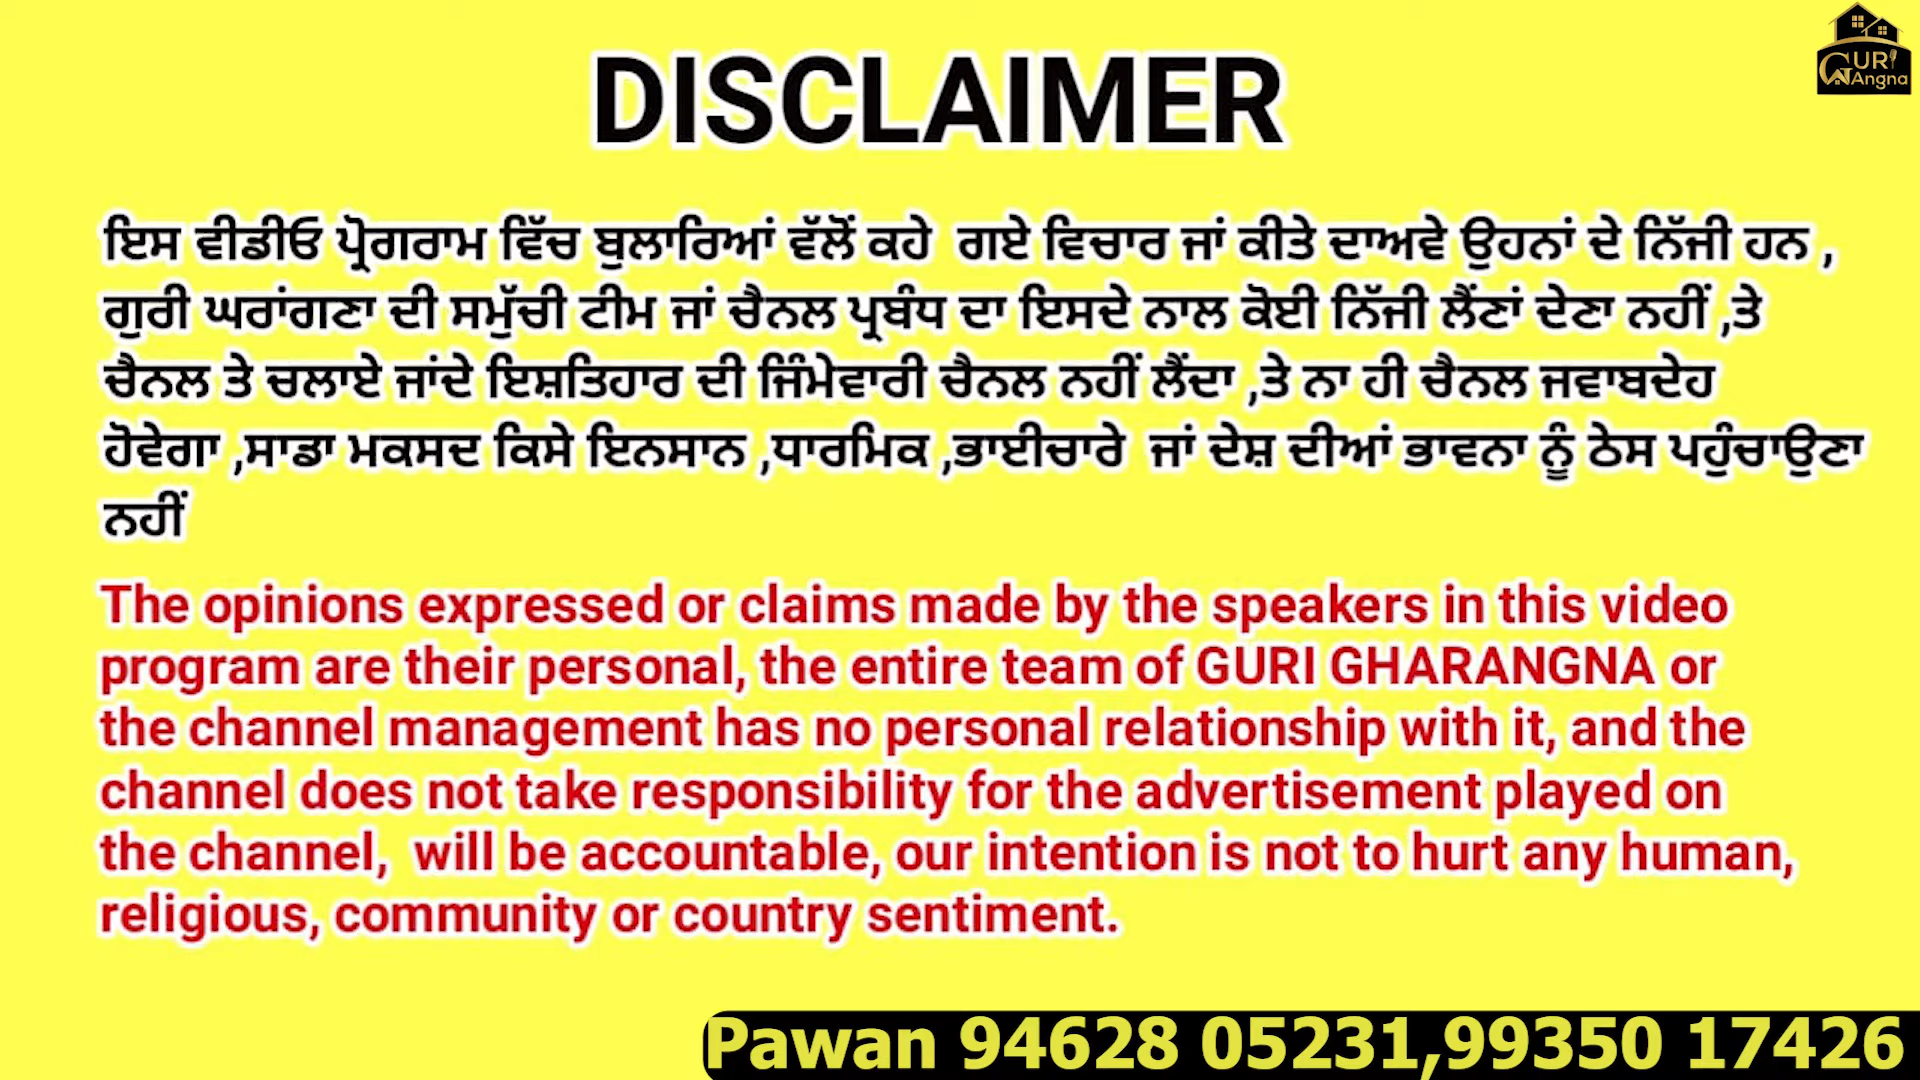 GURI
Angna
DISCLAIMER
ਇਸ ਵੀਡੀਓ ਪ੍ਰੋਗਰਾਮ ਵਿੱਚ ਬੁਲਾਰਿਆਂ ਵੱਲੋਂ ਕਹੇ ਗਏ ਵਿਚਾਰ ਜਾਂ ਕੀਤੇ ਦਾਅਵੇ ਉਹਨਾਂ ਦੇ ਨਿੱਜੀ ਹਨ ,
ਗੁਰੀ ਘਰਾਂਗਣਾ ਦੀ ਸਮੁੱਚੀ ਟੀਮ ਜਾਂ ਚੈਨਲ ਪ੍ਰਬੰਧ ਦਾ ਇਸਦੇ ਨਾਲ ਕੋਈ ਨਿੱਜੀ ਲੈਂਣਾਂ ਦੇਣਾ ਨਹੀਂ ,ਤੇ
ਚੈਨਲ ਤੇ ਚਲਾਏ ਜਾਂਦੇ ਇਸ਼ਤਿਹਾਰ ਦੀ ਜਿੰਮੇਵਾਰੀ ਚੈਨਲ ਨਹੀਂ ਲੈਂਦਾ ,ਤੇ ਨਾ ਹੀ ਚੈਨਲ ਜਵਾਬਦੇਹ
ਹੋਵੇਗਾ ,ਸਾਡਾ ਮਕਸਦ ਕਿਸੇ ਇਨਸਾਨ ,ਧਾਰਮਿਕ ,ਭਾਈਚਾਰੇ ਜਾਂ ਦੇਸ਼ ਦੀਆਂ ਭਾਵਨਾ ਨੂੰ ਠੇਸ ਪਹੁੰਚਾਉਣਾ
ਨਹੀਂ
The opinions expressed or claims made by the speakers in this video
program are their personal, the entire team of GURI GHARANGNA or
the channel management has no personal relationship with it, and the
channel does not take responsibility for the advertisement played on
the channel, will be accountable, our intention is not to hurt any human,
religious, community or country sentiment.
Pawan 94628 05231,99350 17426